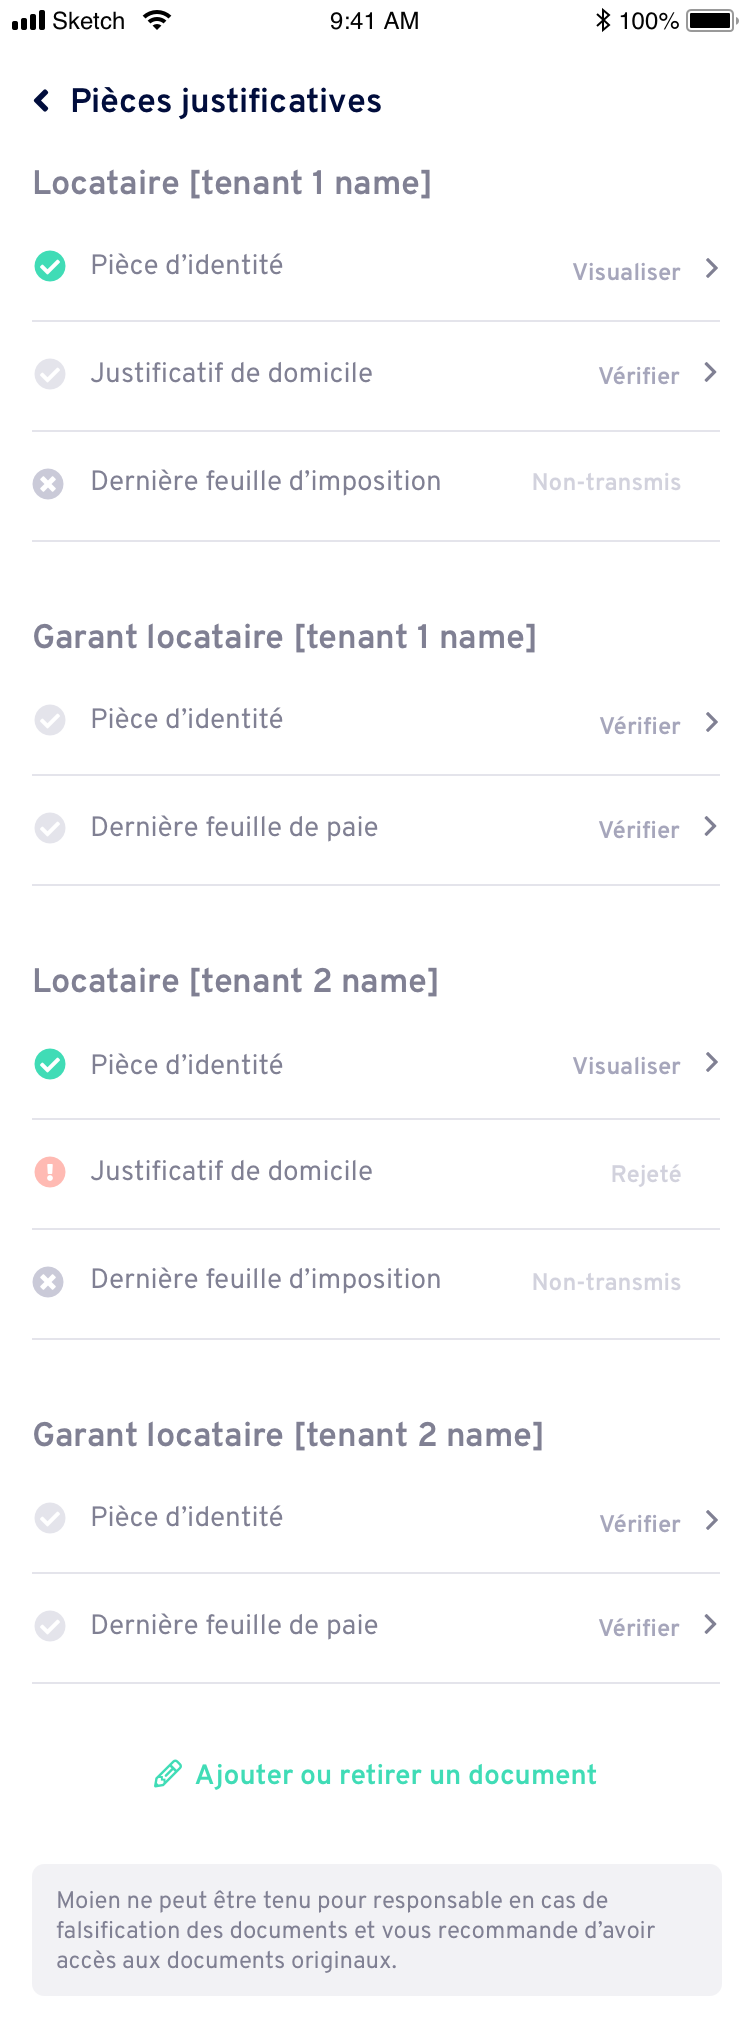 Sketch 9:41 AM 100%
Pièces justificatives
Locataire [tenant 1 name]
Pièce d’identité Visualiser
Justificatif de domicile Vérifier
Dernière feuille d’imposition Non-transmis
Garant locataire [tenant 1 name]
Pièce d’identité Vérifier
Dernière feuille de paie Vérifier
Locataire [tenant 2 name]
Pièce d’identité Visualiser
Justificatif de domicile Rejeté
Dernière feuille d’imposition Non-transmis
Garant locataire [tenant 2 name]
Pièce d’identité Vérifier
Dernière feuille de paie Vérifier
Ajouter ou retirer un document
Moien ne peut être tenu pour responsable en cas de
falsification des documents et vous recommande d’avoir
accès aux documents originaux.